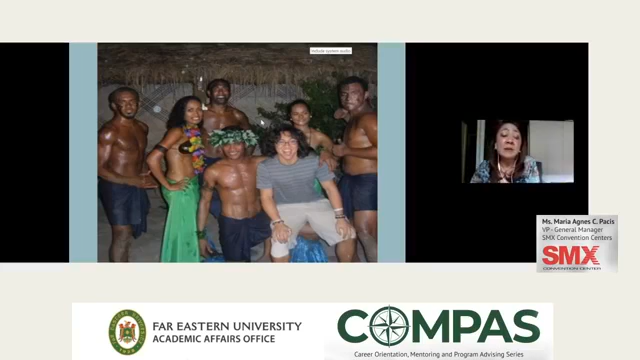 Include system audio
Ms. Maria Agnes C. Pacis
VP - General Manager
SMX Convention Centers
SMX
CONVENTION CENTER
FAR EASTERN UNIVERSITY
ACADEMIC AFFAIRS OFFICE
COMPAS
Career Orientation, Mentoring and Program Advising Series